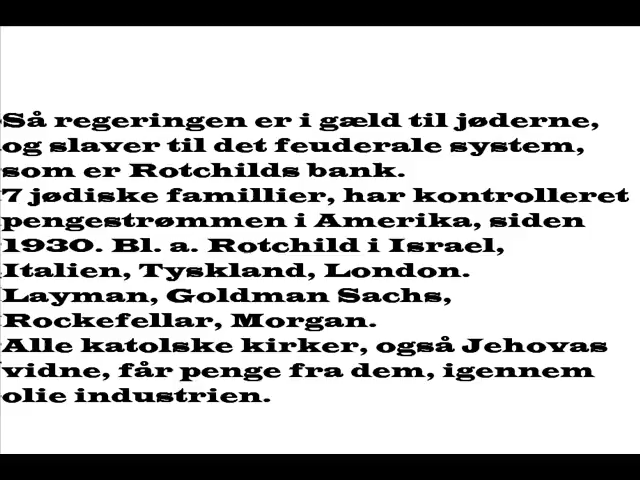 Så regeringen er i gæld til jøderne,
og slaver til det feuderale system,
som er Rotchilds bank.
7 jødiske famillier, har kontrolleret
pengestrømmen i Amerika, siden
1930. Bl. a. Rotchild i Israel,
Italien, Tyskland, London.
Layman, Goldman Sachs,
Rockefellar, Morgan.
Alle katolske kirker, også Jehovas
vidne, får penge fra dem, igennem
olie industrien.